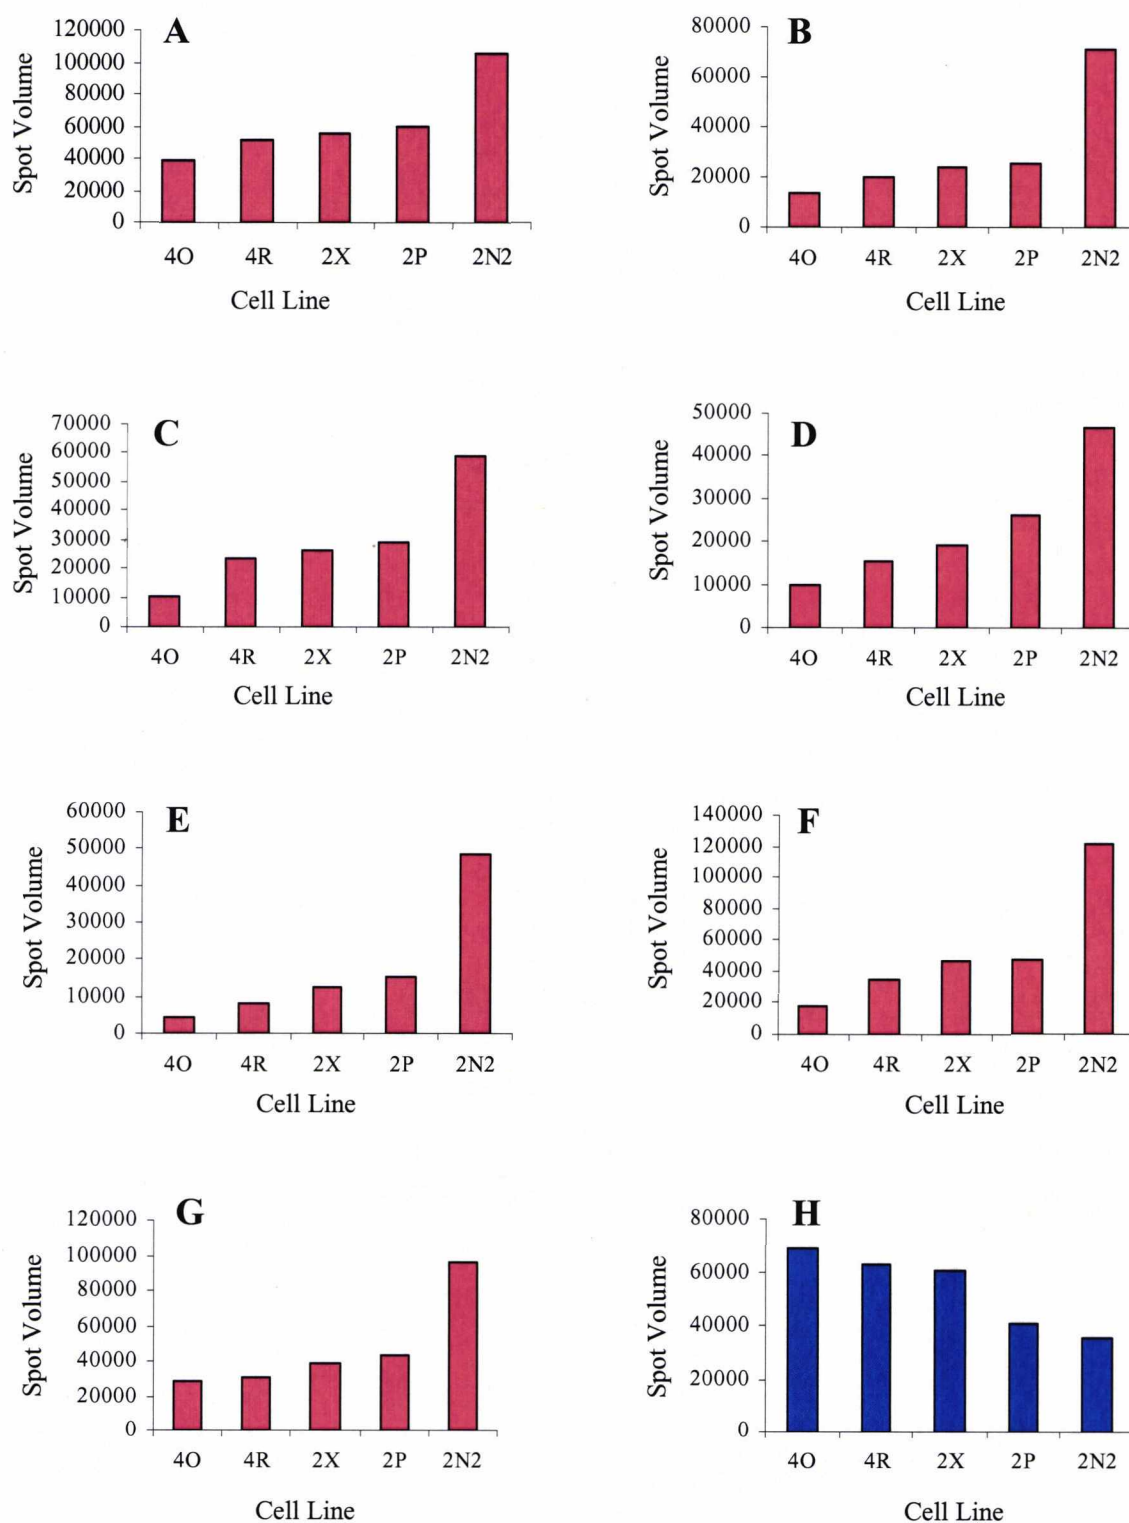 A
Spot Volume
120000
100000
80000
60000
40000
20000
0
4O 4R 2X 2P 2N2
Cell Line
B
Spot Volume
80000
60000
40000
20000
0
4O 4R 2X 2P 2N2
Cell Line
C
Spot Volume
70000
60000
50000
40000
30000
20000
10000
0
4O 4R 2X 2P 2N2
Cell Line
D
Spot Volume
50000
40000
30000
20000
10000
0
4O 4R 2X 2P 2N2
Cell Line
E
Spot Volume
60000
50000
40000
30000
20000
10000
0
4O 4R 2X 2P 2N2
Cell Line
F
Spot Volume
140000
120000
100000
80000
60000
40000
20000
0
4O 4R 2X 2P 2N2
Cell Line
G
Spot Volume
120000
100000
80000
60000
40000
20000
0
4O 4R 2X 2P 2N2
Cell Line
H
Spot Volume
80000
60000
40000
20000
0
4O 4R 2X 2P 2N2
Cell Line